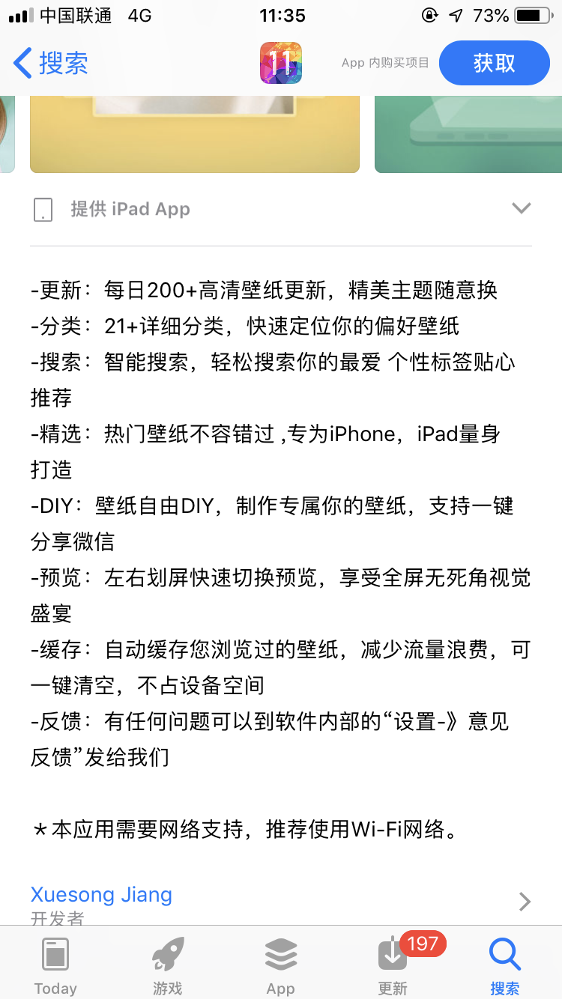 中国联通 4G 11:35 73%
搜索 11 App 内购买项目 获取
提供 iPad App
-更新：每日200+高清壁纸更新，精美主题随意换
-分类：21+详细分类，快速定位你的偏好壁纸
-搜索：智能搜索，轻松搜索你的最爱 个性标签贴心
推荐
-精选：热门壁纸不容错过 ,专为iPhone，iPad量身
打造
-DIY：壁纸自由DIY，制作专属你的壁纸，支持一键
分享微信
-预览：左右划屏快速切换预览，享受全屏无死角视觉
盛宴
-缓存：自动缓存您浏览过的壁纸，减少流量浪费，可
一键清空，不占设备空间
-反馈：有任何问题可以到软件内部的“设置-》意见
反馈”发给我们
＊本应用需要网络支持，推荐使用Wi-Fi网络。
Xuesong Jiang
开发者
197
Today 游戏 App 更新 搜索